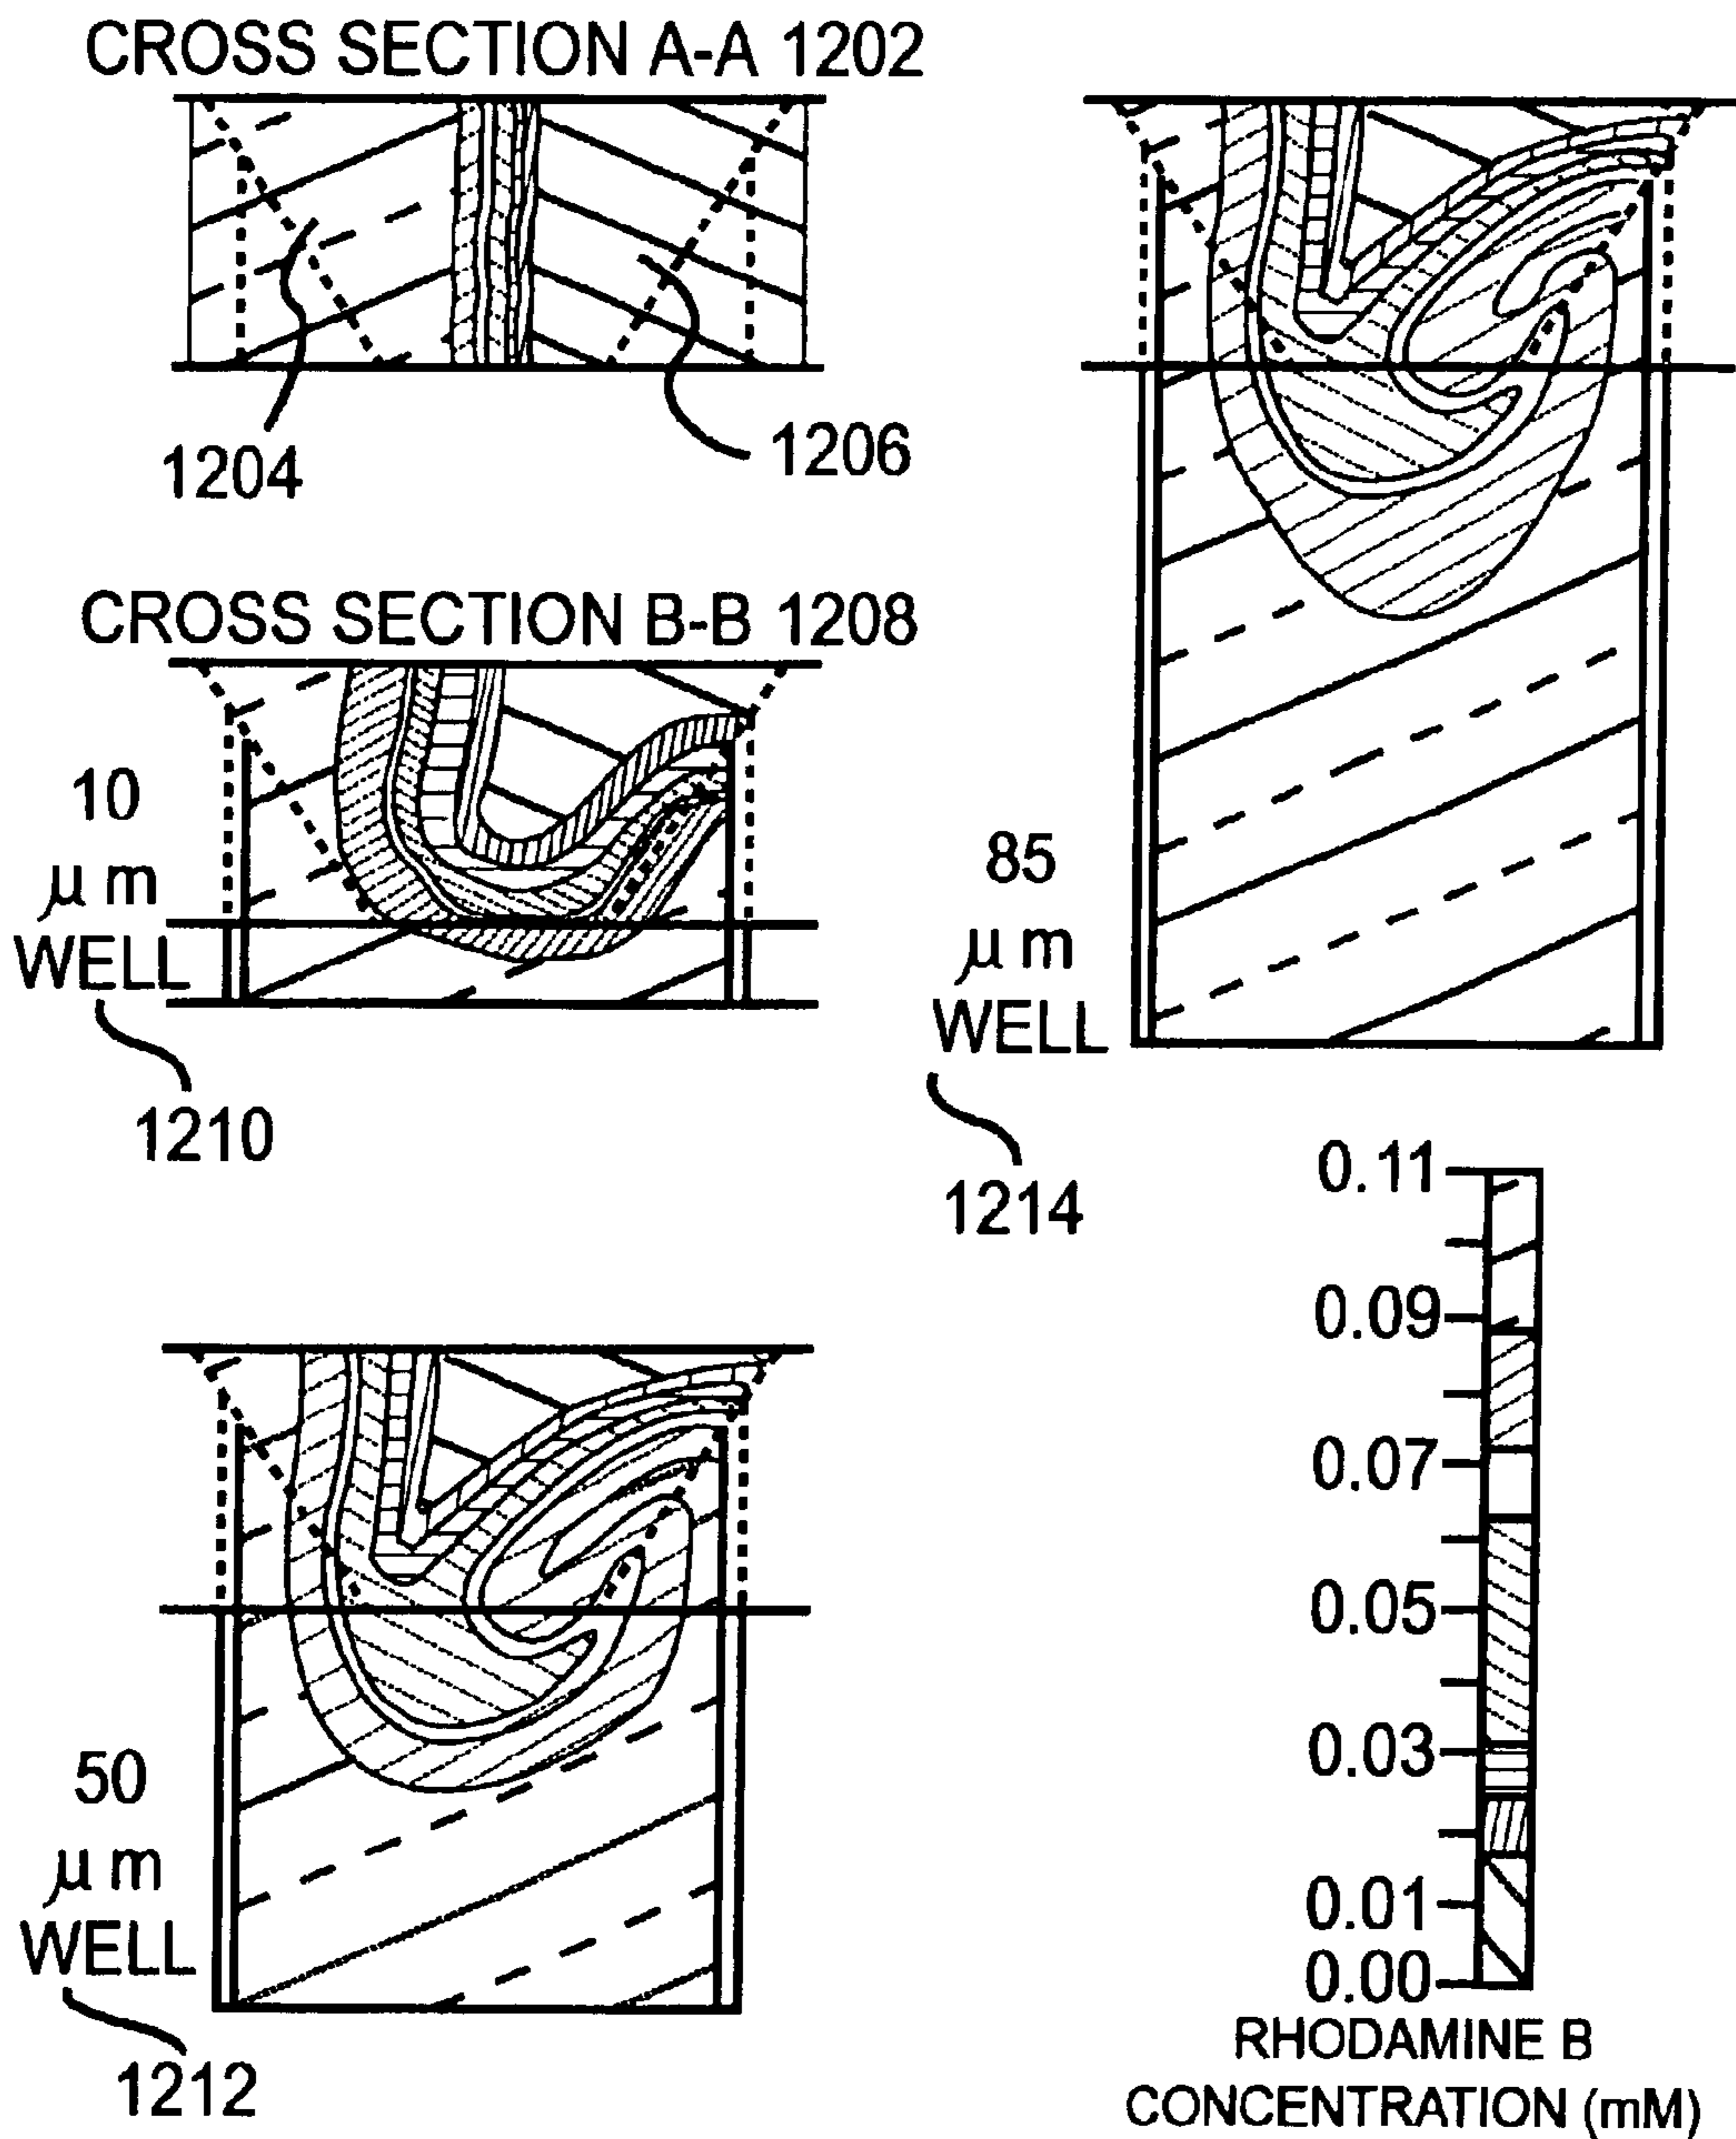 CROSS SECTION A-A 1202
1204
1206
CROSS SECTION B-B 1208
10
μm
WELL
1210
85
μm
WELL
1214
50
μm
WELL
1212
0.11
0.09
0.07
0.05
0.03
0.01
0.00
RHODAMINE B
CONCENTRATION (mM)